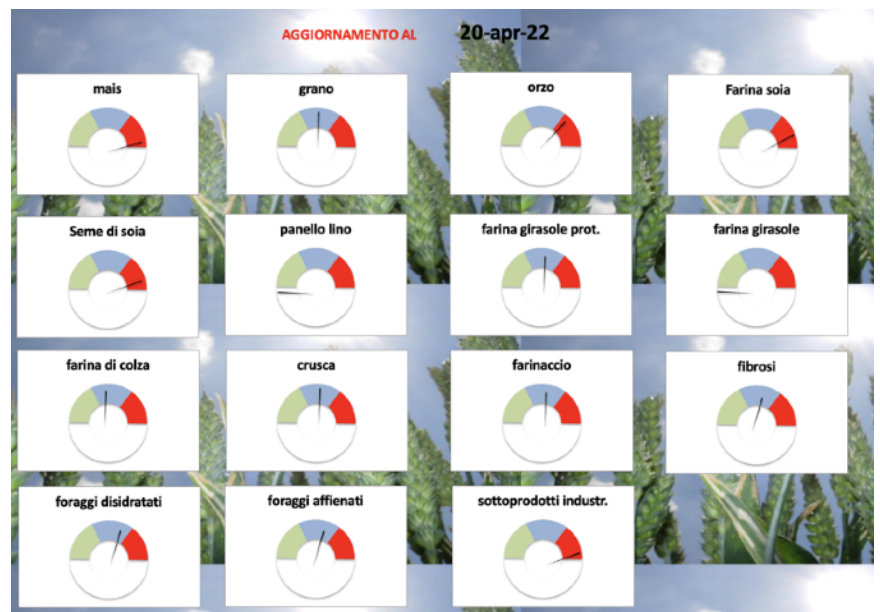 AGGIORNAMENTO AL 20-apr-22
mais
grano
orzo
Farina soia
Seme di soia
panello lino
farina girasole prot.
farina girasole
farina di colza
crusca
farinaccio
fibrosi
foraggi disidratati
foraggi affienati
sottoprodotti industr.